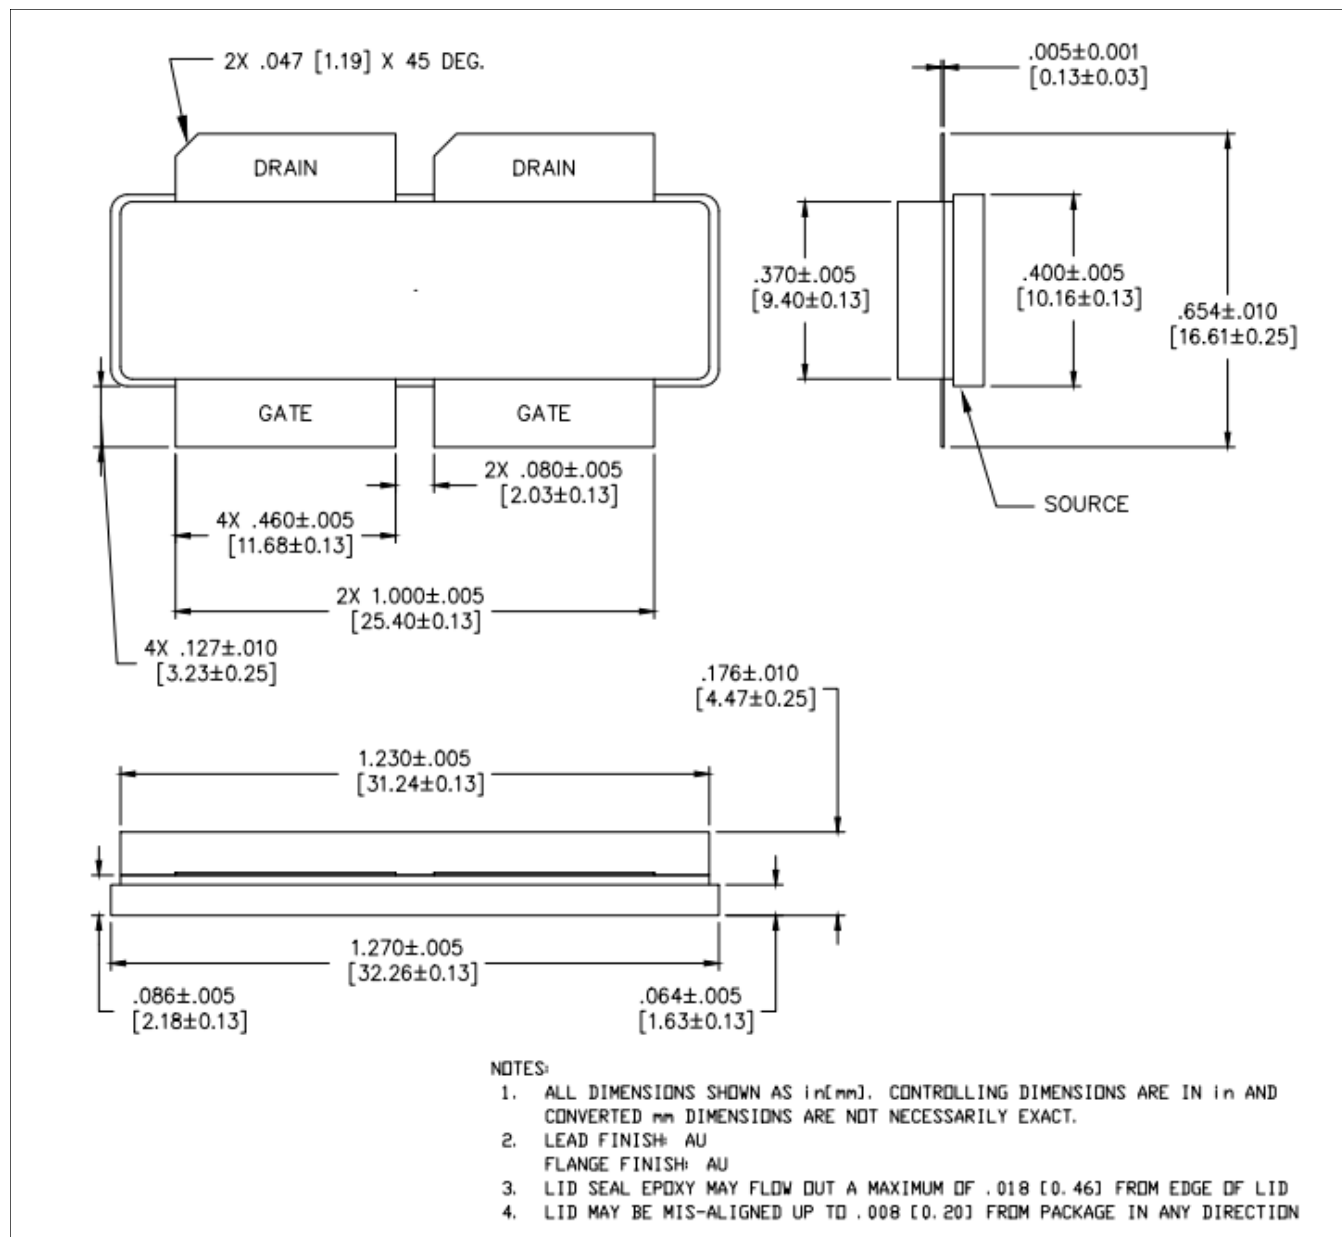 2X .047 [1.19] X 45 DEG.
.005±0.001
[0.13±0.03]
DRAIN
DRAIN
.370±.005
[9.40±0.13]
.400±.005
[10.16±0.13]
.654±.010
[16.61±0.25]
GATE
GATE
2X .080±.005
[2.03±0.13]
SOURCE
4X .460±.005
[11.68±0.13]
2X 1.000±.005
[25.40±0.13]
4X .127±.010
[3.23±0.25]
.176±.010
[4.47±0.25]
1.230±.005
[31.24±0.13]
1.270±.005
[32.26±0.13]
.086±.005
[2.18±0.13]
.064±.005
[1.63±0.13]
NOTES:
1. ALL DIMENSIONS SHOWN AS in[mm]. CONTROLLING DIMENSIONS ARE IN in AND
CONVERTED mm DIMENSIONS ARE NOT NECESSARILY EXACT.
2. LEAD FINISH: AU
FLANGE FINISH: AU
3. LID SEAL EPOXY MAY FLOW OUT A MAXIMUM OF .018 [0.46] FROM EDGE OF LID
4. LID MAY BE MIS-ALIGNED UP TO .008 [0.20] FROM PACKAGE IN ANY DIRECTION